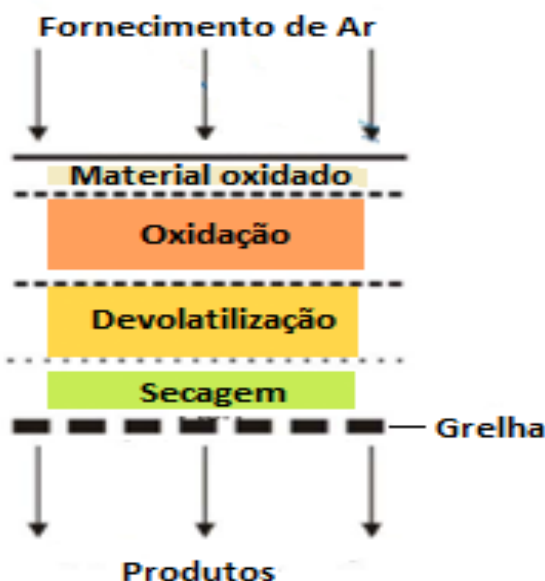 Fornecimento de Ar
Material oxidado
Oxidação
Devolatilização
Secagem
Grelha
Produtos